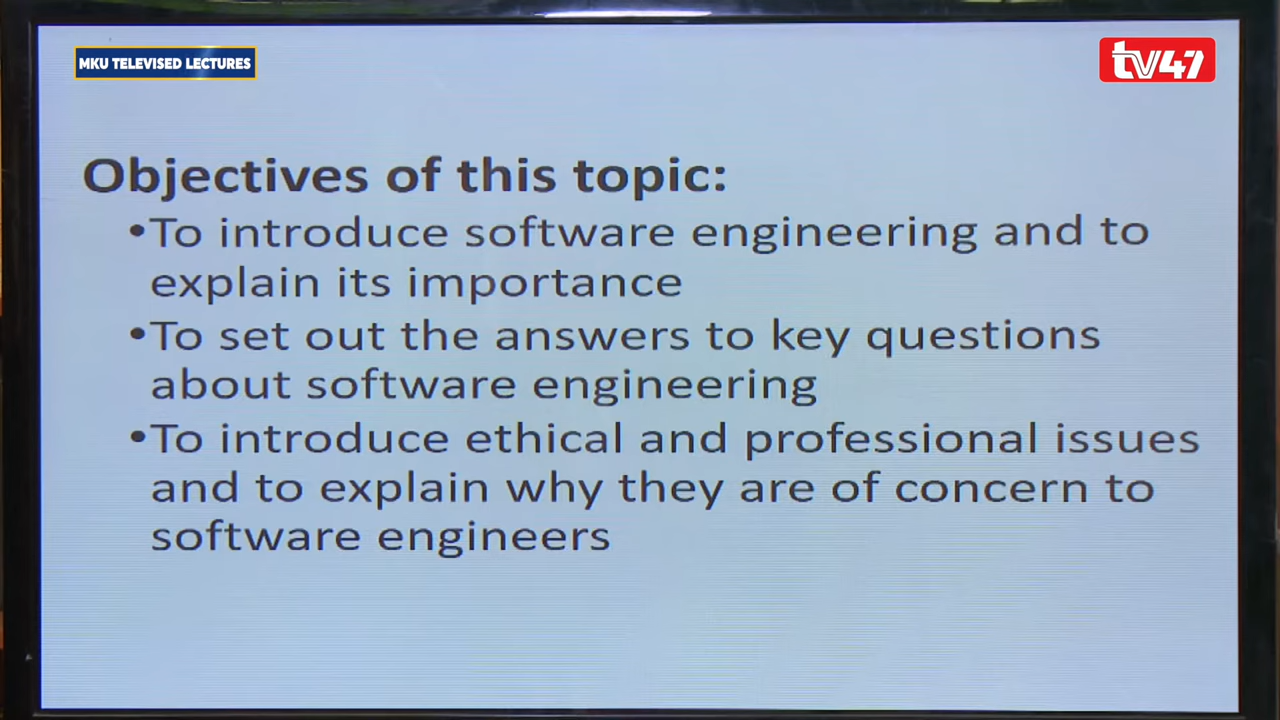 MKU TELEVISED LECTURES
tv47
Objectives of this topic:
•To introduce software engineering and to
explain its importance
•To set out the answers to key questions
about software engineering
•To introduce ethical and professional issues
and to explain why they are of concern to
software engineers